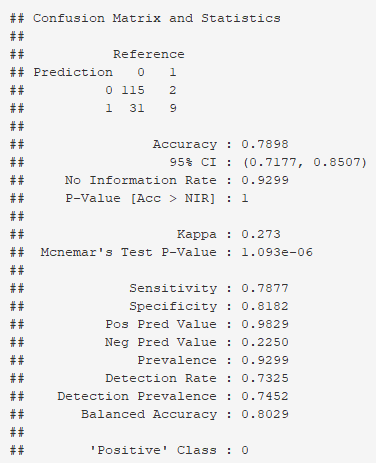 ## Confusion Matrix and Statistics
##
##           Reference
## Prediction   0   1
##          0 115   2
##          1  31   9
##
##                Accuracy : 0.7898
##                  95% CI : (0.7177, 0.8507)
##     No Information Rate : 0.9299
##     P-Value [Acc > NIR] : 1
##
##                   Kappa : 0.273
##  Mcnemar's Test P-Value : 1.093e-06
##
##             Sensitivity : 0.7877
##             Specificity : 0.8182
##          Pos Pred Value : 0.9829
##          Neg Pred Value : 0.2250
##              Prevalence : 0.9299
##          Detection Rate : 0.7325
##    Detection Prevalence : 0.7452
##       Balanced Accuracy : 0.8029
##
##        'Positive' Class : 0